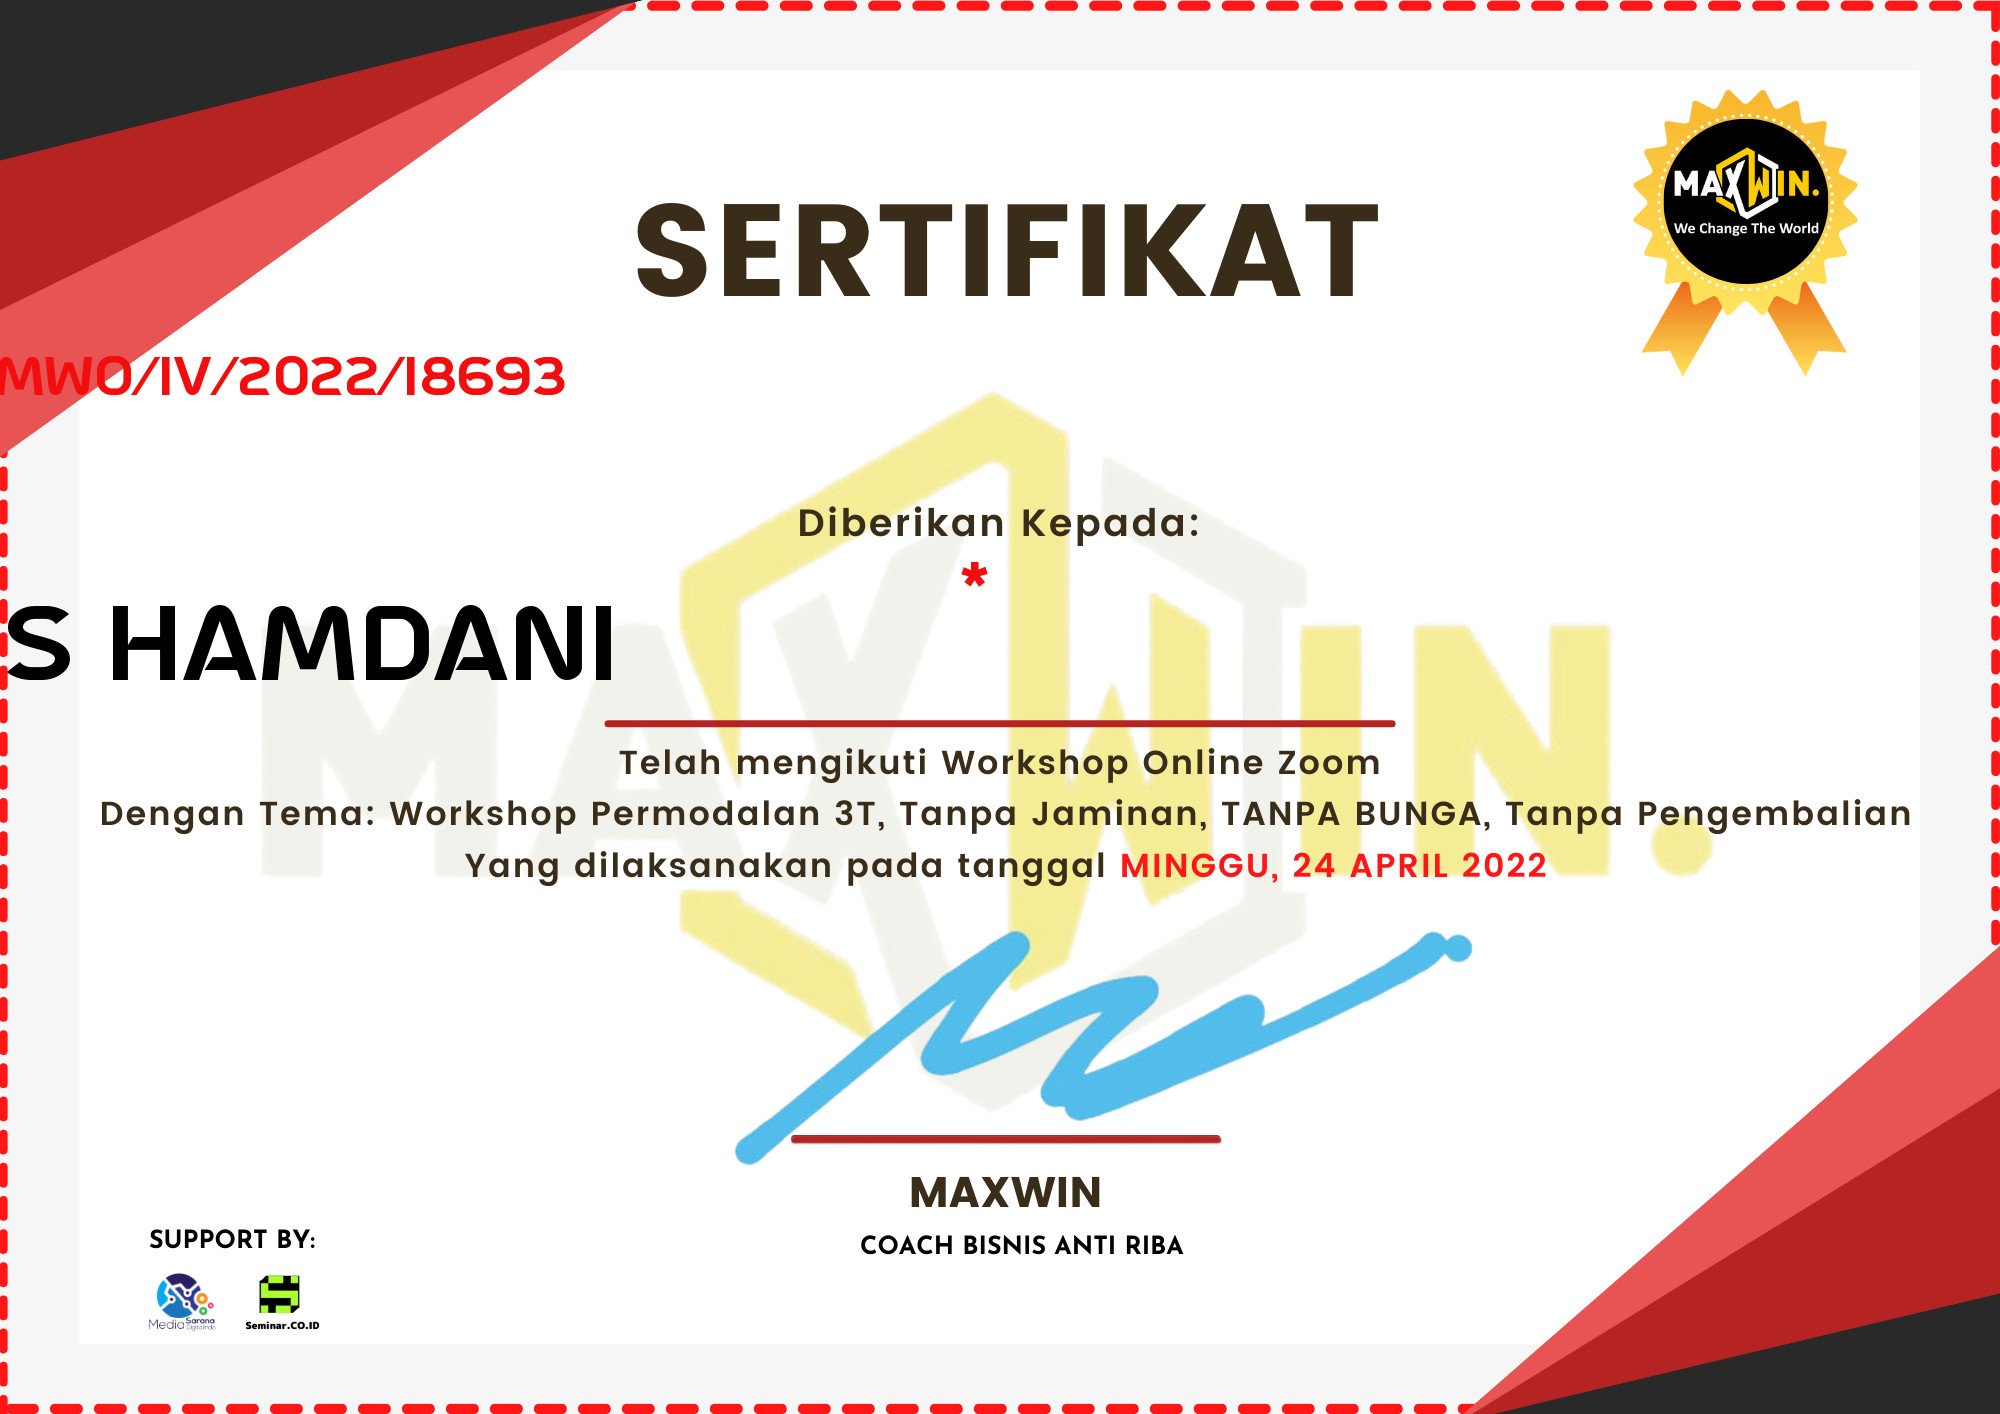 MAXWIN.
We Change The World
SERTIFIKAT
MWO/IV/2022/18693
Diberikan Kepada:
*
S HAMDANI
MAXWIN.
Telah mengikuti Workshop Online Zoom
Dengan Tema: Workshop Permodalan 3T, Tanpa Jaminan, TANPA BUNGA, Tanpa Pengembalian
Yang dilaksanakan pada tanggal MINGGU, 24 APRIL 2022
MAXWIN
COACH BISNIS ANTI RIBA
SUPPORT BY:
Media Sarana
Digitalindo
Seminar.CO.ID